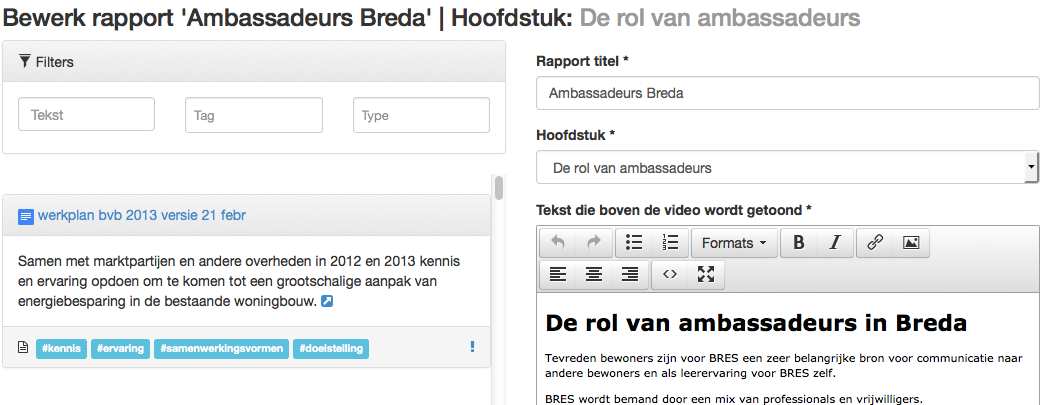 Bewerk rapport 'Ambassadeurs Breda' | Hoofdstuk: De rol van ambassadeurs
Filters
Tekst
Tag
Type
werkplan bvb 2013 versie 21 febr
Samen met marktpartijen en andere overheden in 2012 en 2013 kennis
en ervaring opdoen om te komen tot een grootschalige aanpak van
energiebesparing in de bestaande woningbouw.
#kennis #ervaring #samenwerkingsvormen #doelstelling
Rapport titel *
Ambassadeurs Breda
Hoofdstuk *
De rol van ambassadeurs
Tekst die boven de video wordt getoond *
Formats B I
De rol van ambassadeurs in Breda
Tevreden bewoners zijn voor BRES een zeer belangrijke bron voor communicatie naar
andere bewoners en als leerervaring voor BRES zelf.
BRES wordt bemand door een mix van professionals en vrijwilligers.